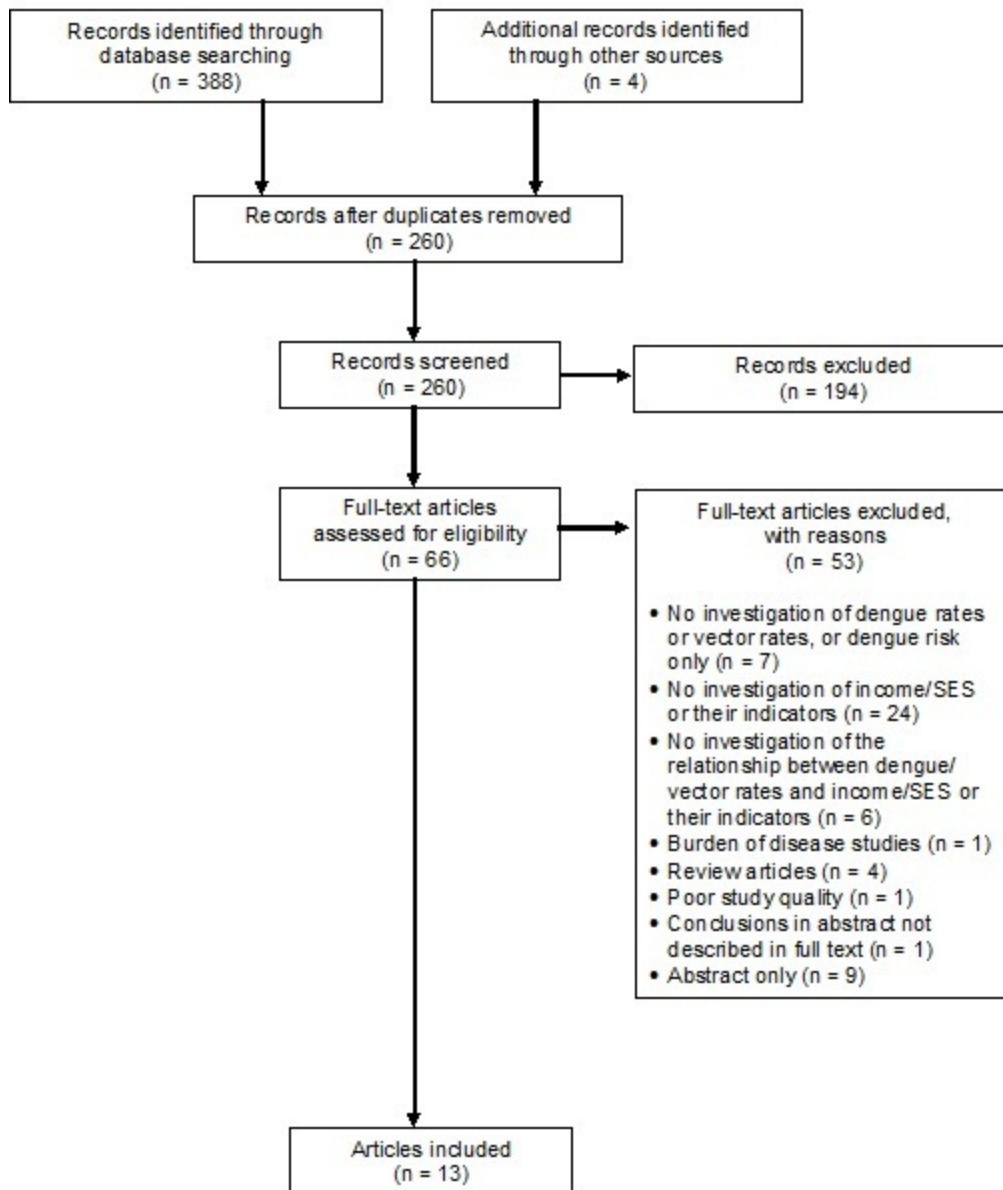 Records identified through
database searching
(n = 388)
Additional records identified
through other sources
(n = 4)
Records after duplicates removed
(n = 260)
Records screened
(n = 260)
Records excluded
(n = 194)
Full-text articles
assessed for eligibility
(n = 66)
Full-text articles excluded,
with reasons
(n = 53)
• No investigation of dengue rates
or vector rates, or dengue risk
only (n = 7)
• No investigation of income/SES
or their indicators (n = 24)
• No investigation of the
relationship between dengue/
vector rates and income/SES or
their indicators (n = 6)
• Burden of disease studies (n = 1)
• Review articles (n = 4)
• Poor study quality (n = 1)
• Conclusions in abstract not
described in full text (n = 1)
• Abstract only (n = 9)
Articles included
(n = 13)